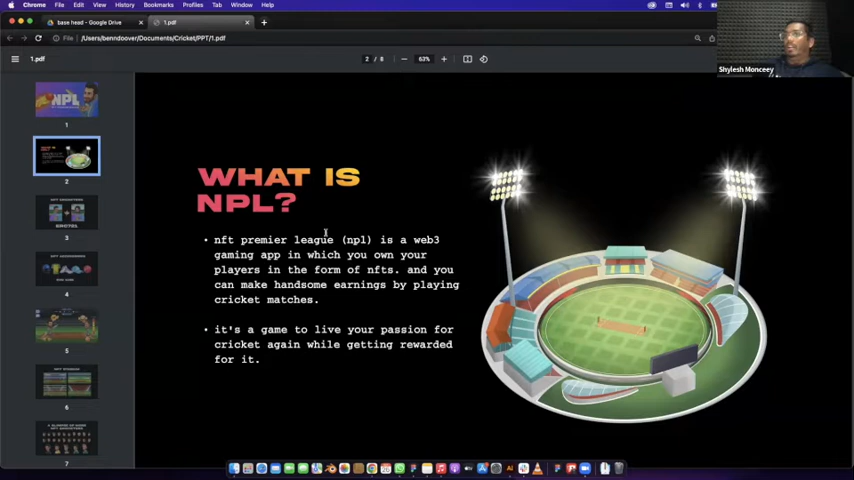 Chrome File Edit View History Bookmarks Profiles Tab Window Help
base head – Google Drive
1.pdf
File /Users/benndoover/Documents/Cricket/PPT/1.pdf
1.pdf
2 / 8
63%
Shylesh Monceey
NPL
1
2
3
4
5
6
7
WHAT IS
NPL?
• nft premier league (npl) is a web3
gaming app in which you own your
players in the form of nfts. and you
can make handsome earnings by playing
cricket matches.
• it's a game to live your passion for
cricket again while getting rewarded
for it.